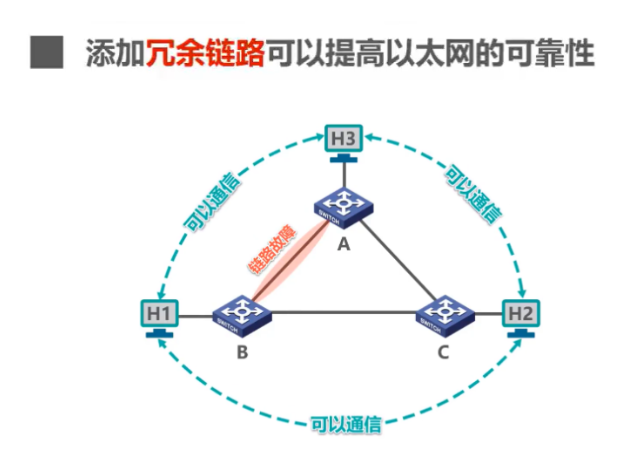 添加冗余链路可以提高以太网的可靠性
H3
可以通信
可以通信
SWITCH
A
链路故障
H1
SWITCH
SWITCH
H2
B
C
可以通信